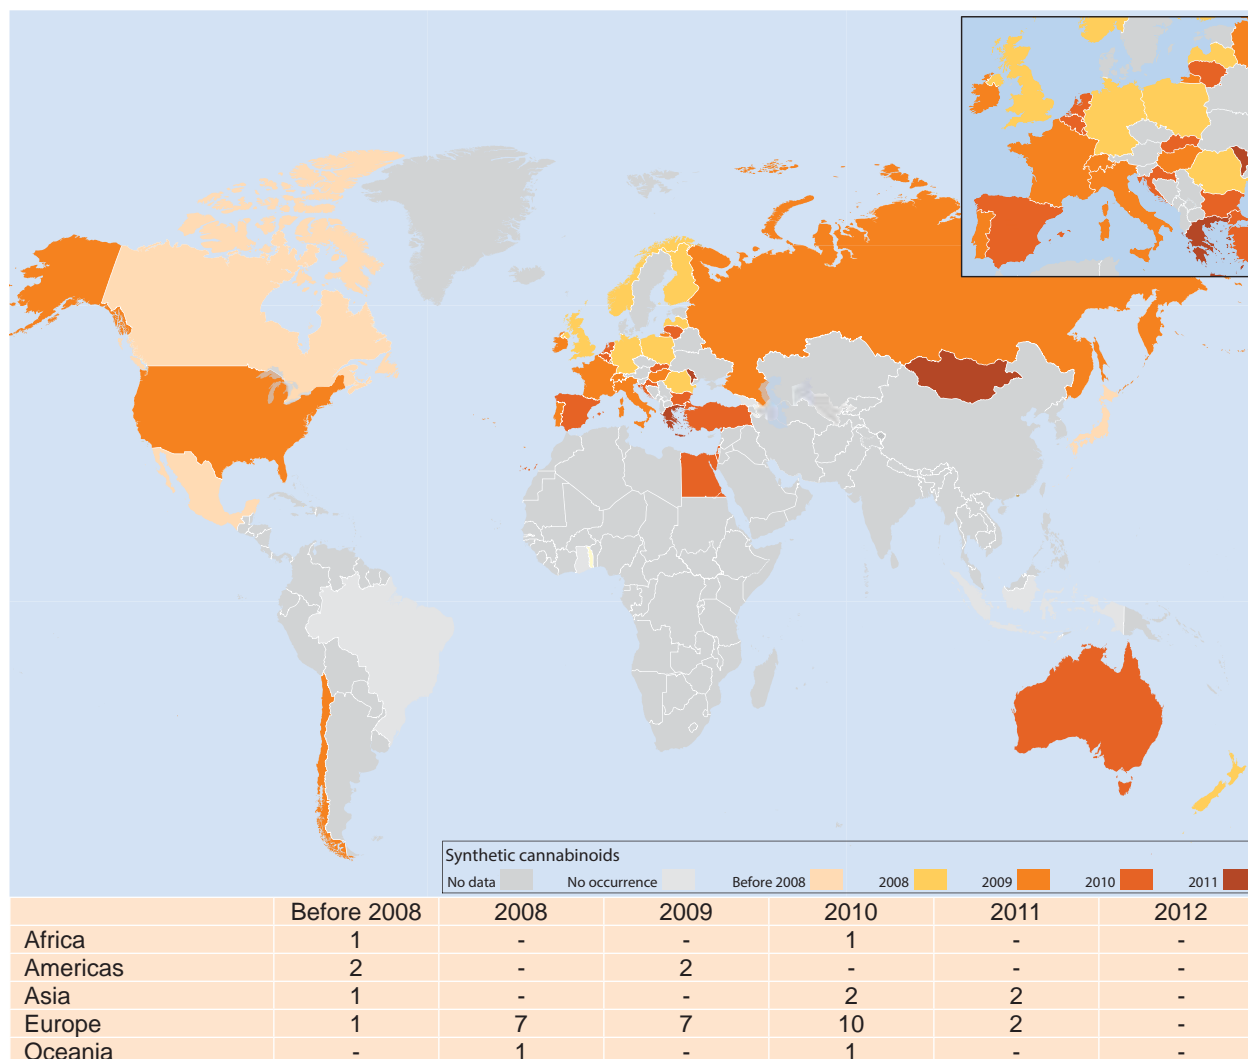 Synthetic cannabinoids
No data No occurrence Before 2008 2008 2009 2010 2011
Before 2008 2008 2009 2010 2011 2012
Africa 1 - - 1 - -
Americas 2 - 2 - - -
Asia 1 - - 2 2 -
Europe 1 7 7 10 2 -
Oceania - 1 - 1 - -